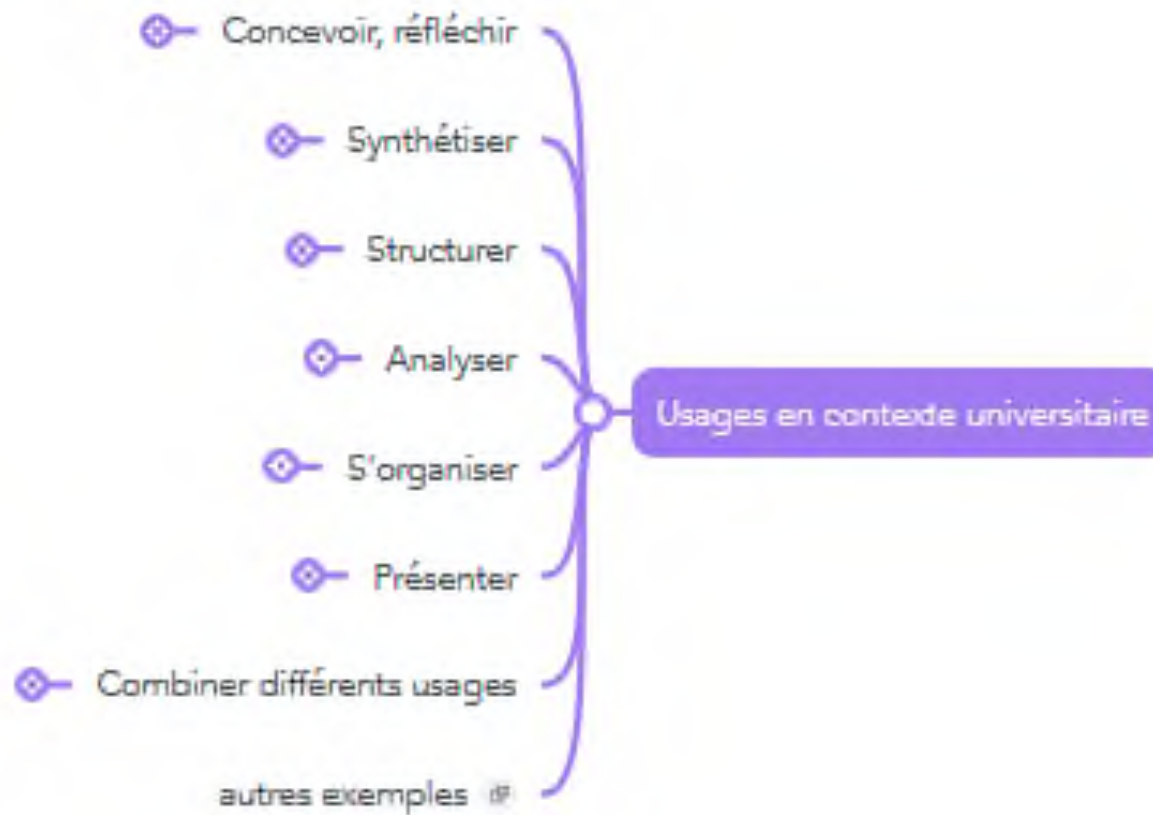 Concevoir, réfléchir
Synthétiser
Structurer
Analyser
Usages en contexte universitaire
S'organiser
Présenter
Combiner différents usages
autres exemples